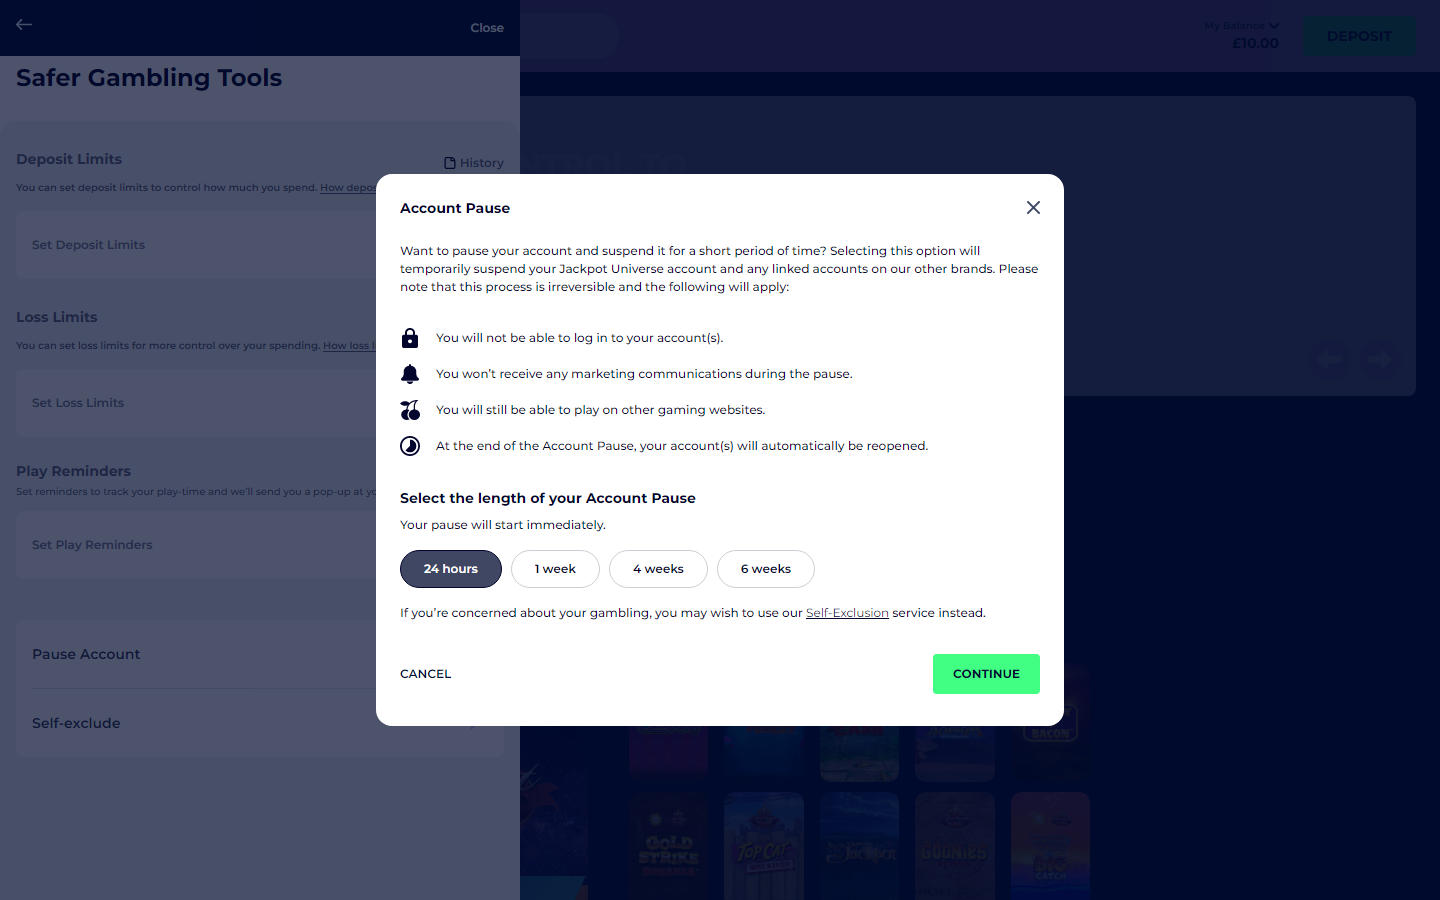 Close
My Balance
£10.00
DEPOSIT
Safer Gambling Tools
Deposit Limits
History
You can set deposit limits to control how much you spend. How depos
Set Deposit Limits
Loss Limits
You can set loss limits for more control over your spending. How loss l
Set Loss Limits
Play Reminders
Set reminders to track your play-time and we'll send you a pop-up at yo
Set Play Reminders
Pause Account
Self-exclude
Account Pause
Want to pause your account and suspend it for a short period of time? Selecting this option will
temporarily suspend your Jackpot Universe account and any linked accounts on our other brands. Please
note that this process is irreversible and the following will apply:
You will not be able to log in to your account(s).
You won't receive any marketing communications during the pause.
You will still be able to play on other gaming websites.
At the end of the Account Pause, your account(s) will automatically be reopened.
Select the length of your Account Pause
Your pause will start immediately.
24 hours
1 week
4 weeks
6 weeks
If you're concerned about your gambling, you may wish to use our Self-Exclusion service instead.
CANCEL
CONTINUE
BACON
GOLD
STRIKE
BONANZA
TOP CAT
GOONIES
BIG
CATCH